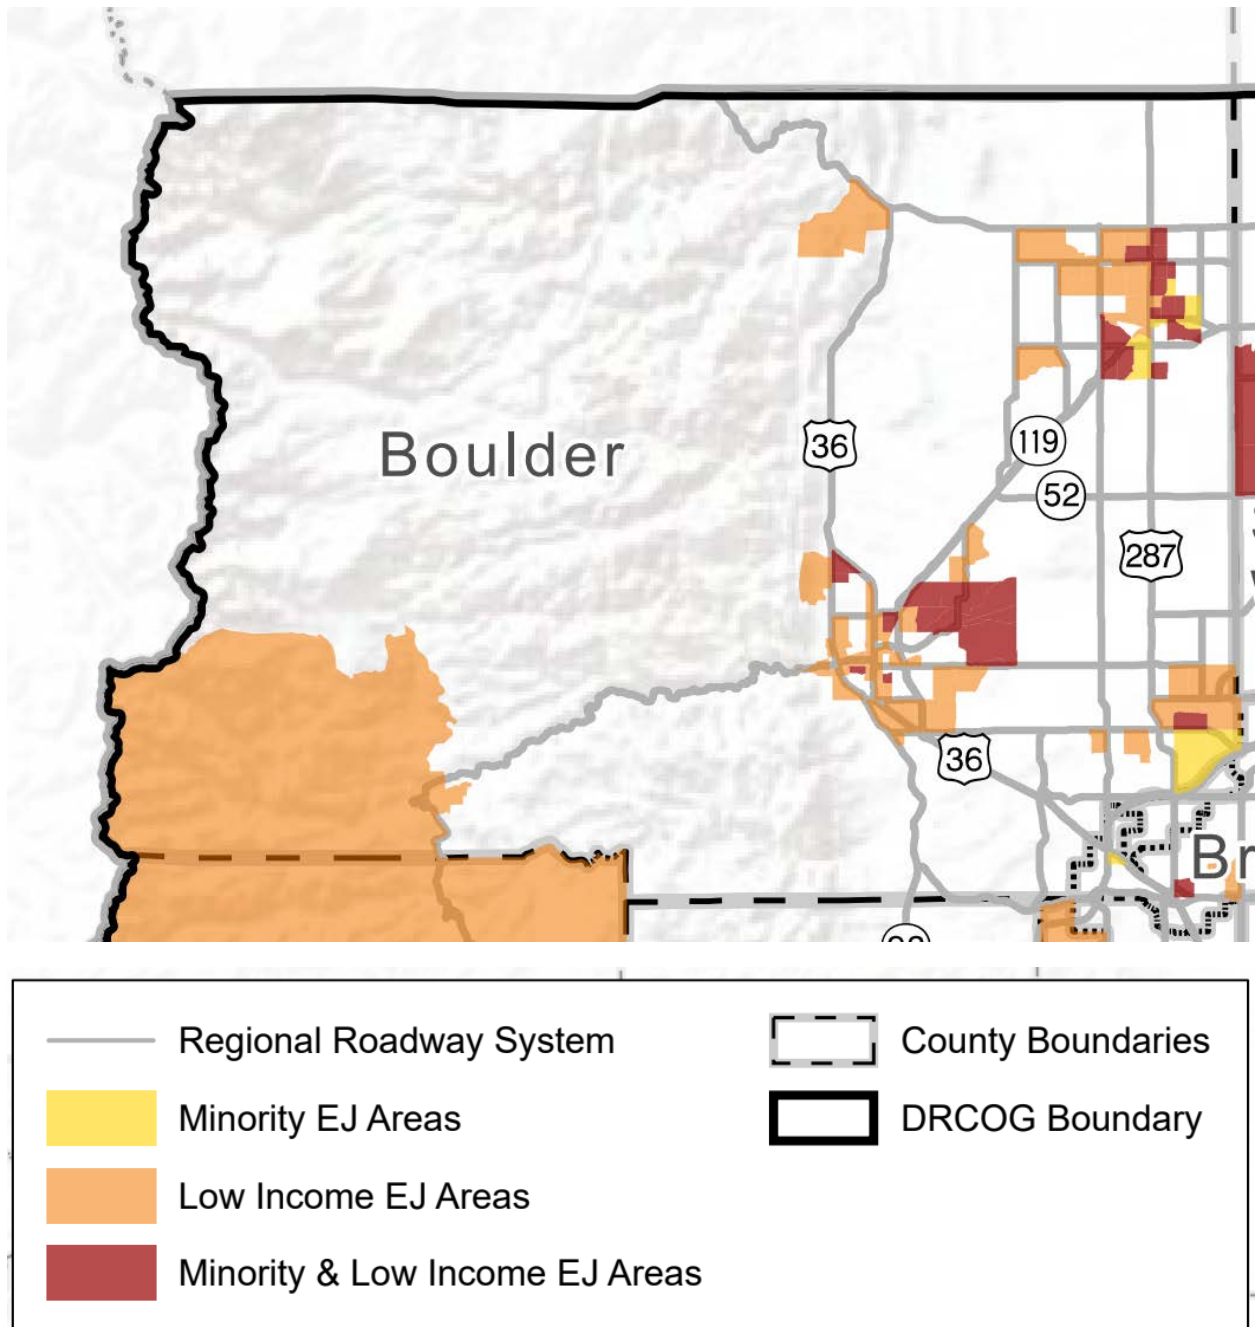 Boulder
36
119
52
287
36
Br
Regional Roadway System
County Boundaries
Minority EJ Areas
DRCOG Boundary
Low Income EJ Areas
Minority & Low Income EJ Areas